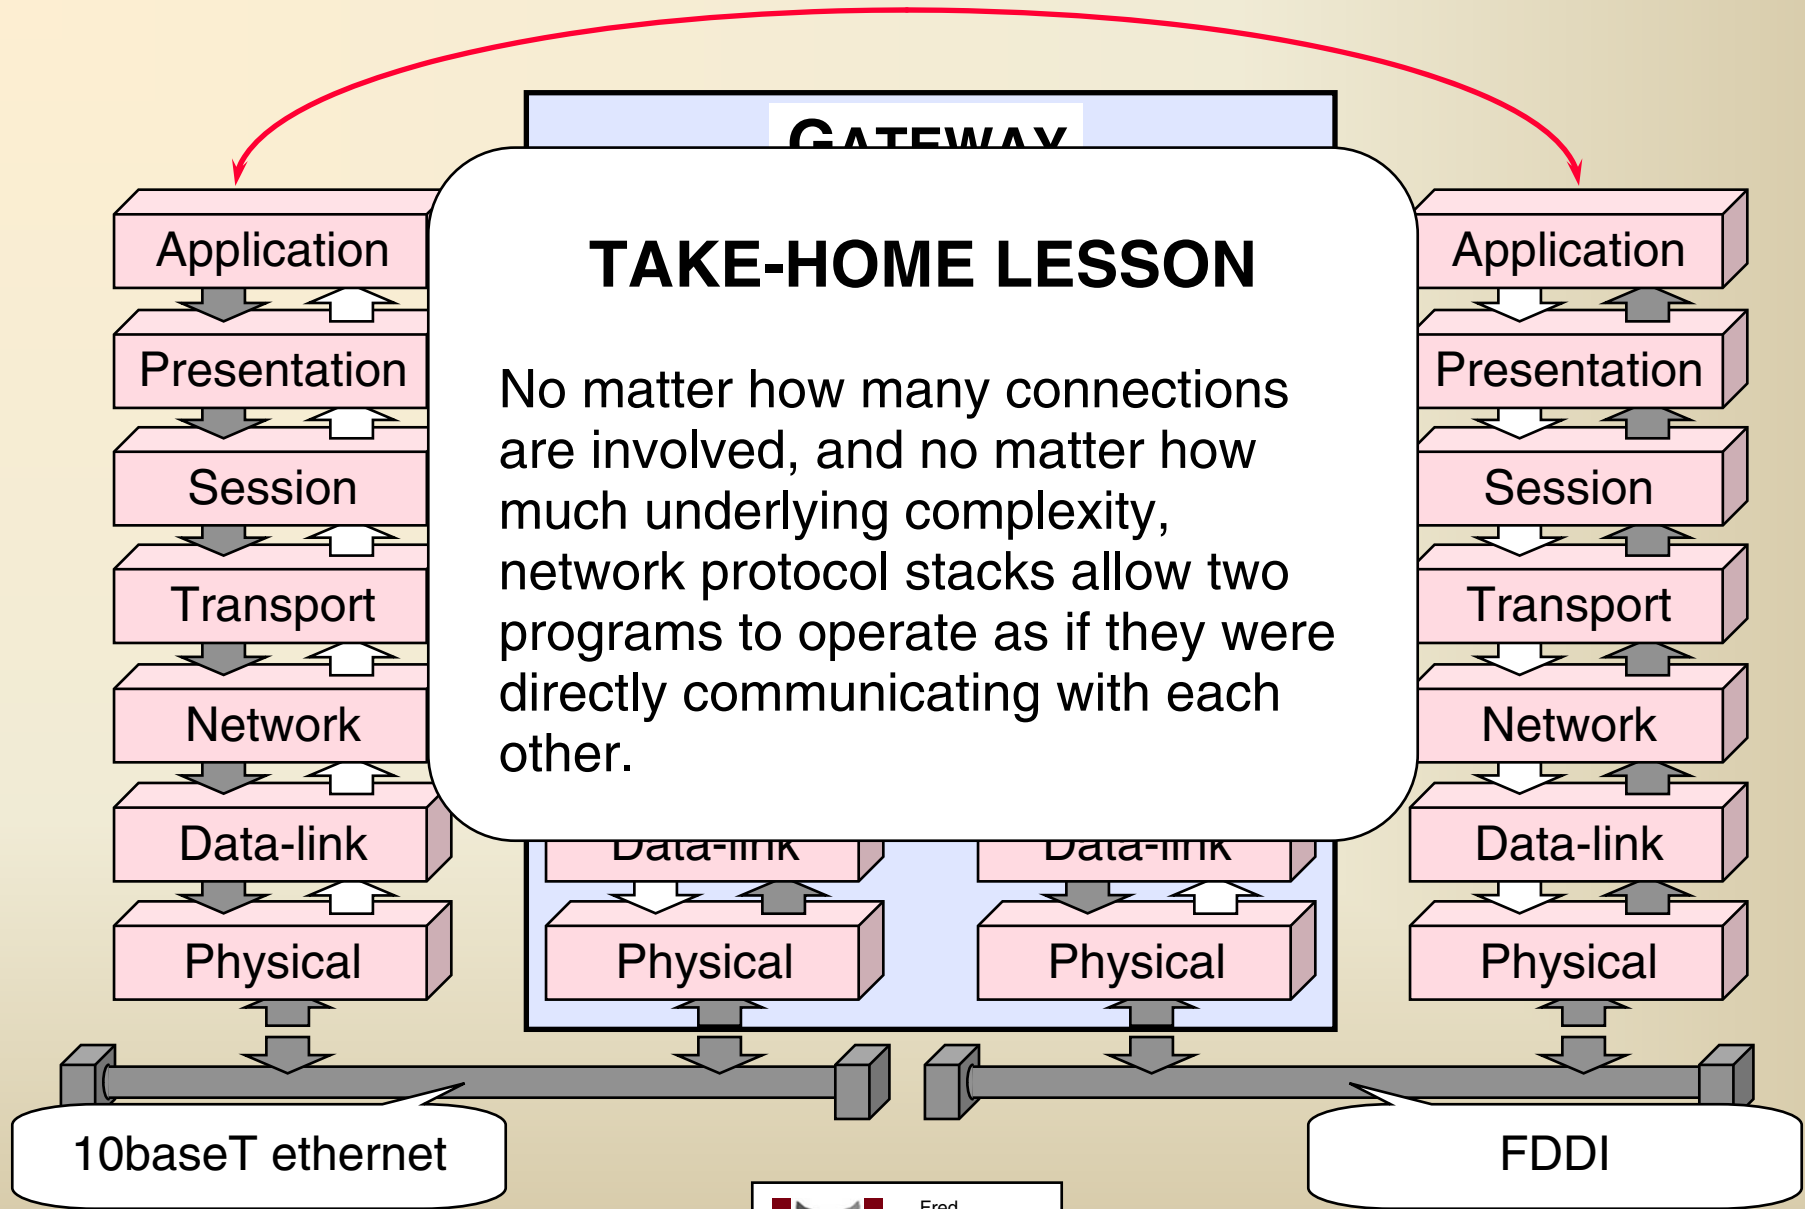 GATEWAY
TAKE-HOME LESSON
No matter how many connections
are involved, and no matter how
much underlying complexity,
network protocol stacks allow two
programs to operate as if they were
directly communicating with each
other.
Application
Presentation
Session
Transport
Network
Data-link
Physical
Data-link
Physical
Data-link
Physical
Application
Presentation
Session
Transport
Network
Data-link
Physical
10baseT ethernet
FDDI
Fred